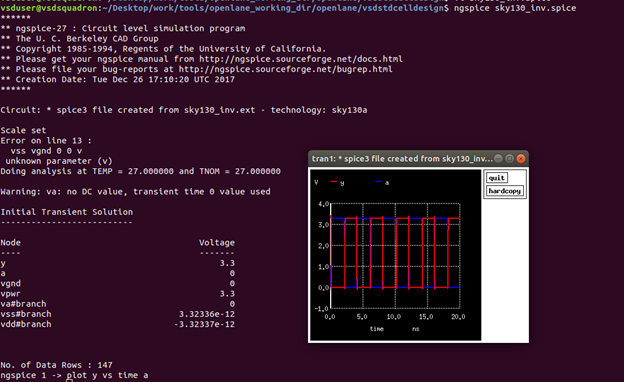 vsduser@vsdsquadron:~/Desktop/work/tools/openlane_working_dir/openlane/vsdstdcelldesign$ ngspice sky130_inv.spice
******
** ngspice-27 : Circuit level simulation program
** The U. C. Berkeley CAD Group
** Copyright 1985-1994, Regents of the University of California.
** Please get your ngspice manual from http://ngspice.sourceforge.net/docs.html
** Please file your bug-reports at http://ngspice.sourceforge.net/bugrep.html
** Creation Date: Tue Dec 26 17:10:20 UTC 2017
******
Circuit: * spice3 file created from sky130_inv.ext - technology: sky130a
Scale set
Error on line 13 :
vss vgnd 0 0 v
unknown parameter (v)
Doing analysis at TEMP = 27.000000 and TNOM = 27.000000
Warning: va: no DC value, transient time 0 value used
Initial Transient Solution
--------------------------
Node Voltage
---- -------
y 3.3
a 0
vgnd 0
vpwr 3.3
va#branch 0
vss#branch 3.32336e-12
vdd#branch -3.32337e-12
No. of Data Rows : 147
ngspice 1 -> plot y vs time a
tran1: * spice3 file created from sky130_inv...
quit
hardcopy
V y a
4.0
3.0
2.0
1.0
0.0
-1.0
0.0 5.0 10.0 15.0 20.0
time ns